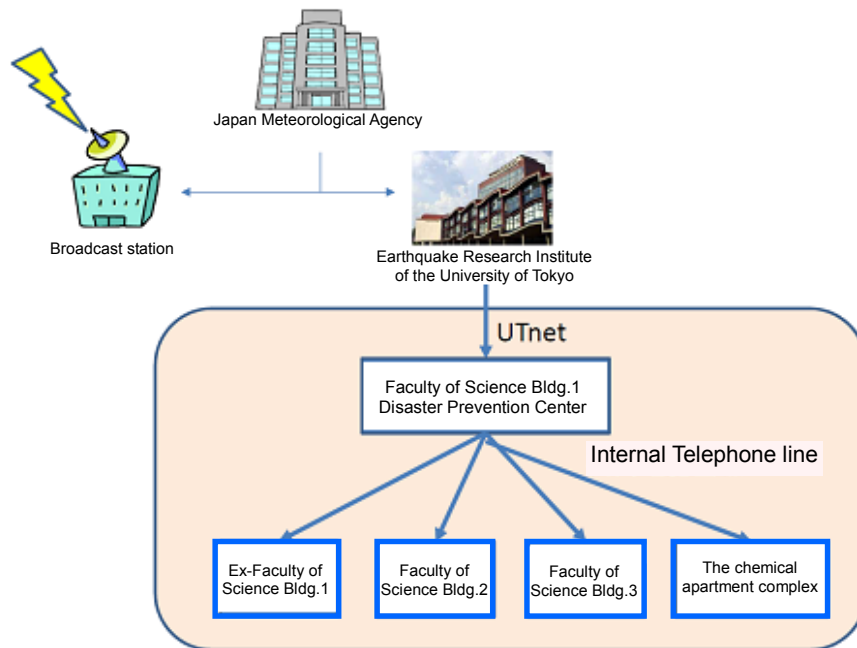 Japan Meteorological Agency
Broadcast station
Earthquake Research Institute
of the University of Tokyo
UTnet
Faculty of Science Bldg.1
Disaster Prevention Center
Internal Telephone line
Ex-Faculty of
Science Bldg.1
Faculty of
Science Bldg.2
Faculty of
Science Bldg.3
The chemical
apartment complex